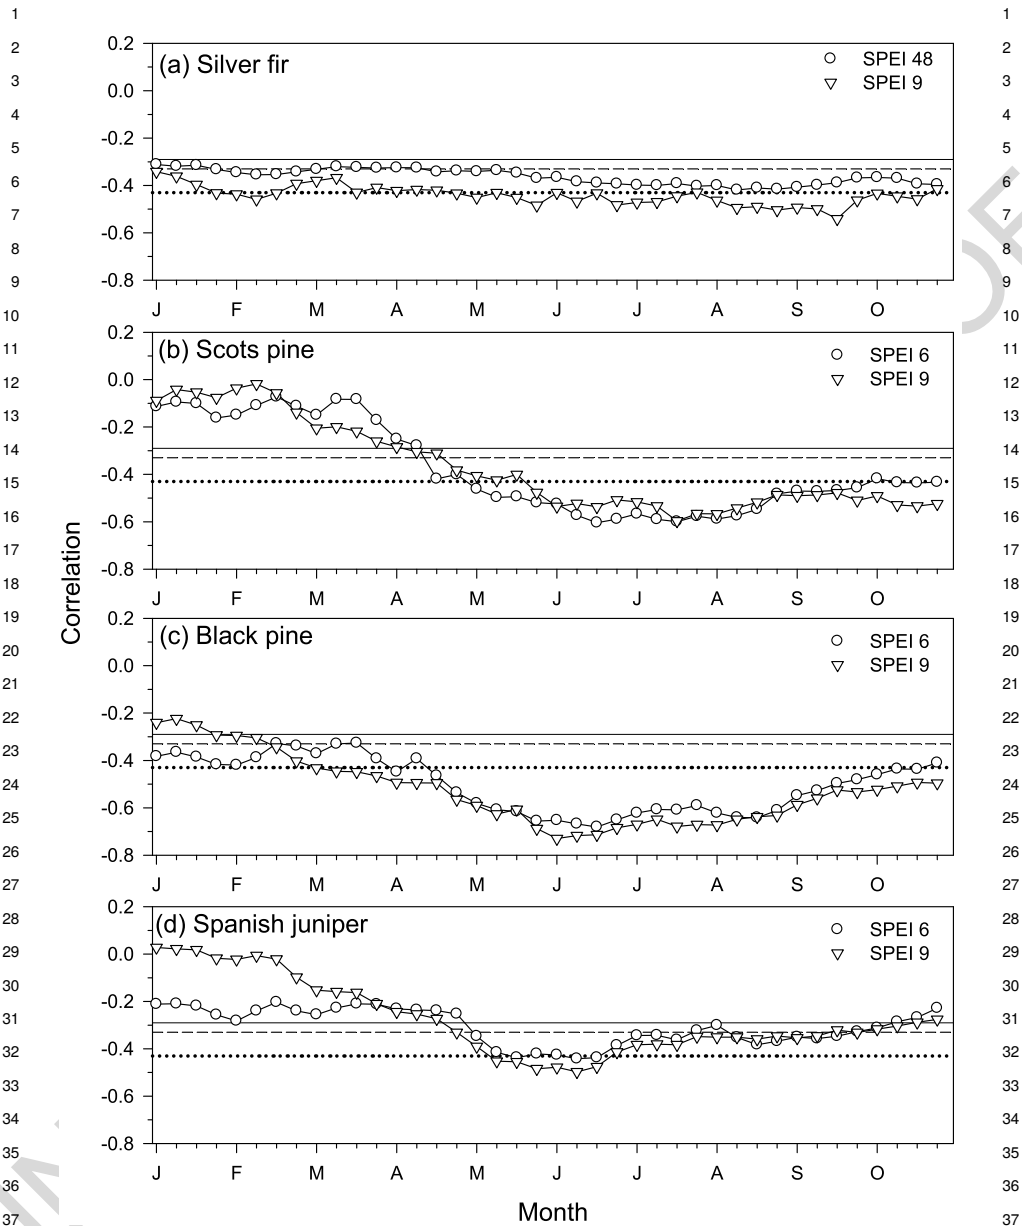 1 1
2 0.2 2
(a) Silver fir SPEI 48
3 0.0 SPEI 9 3
4 4
-0.2
5 5
6 -0.4 6
7 -0.6 7
8 8
9 -0.8 9
10 J F M A M J J A S O 10
0.2
11 (b) Scots pine SPEI 6 11
12 0.0 SPEI 9 12
13 -0.2 13
14 14
-0.4
15 15
16 -0.6 16
17 -0.8 17
18 J F M A M J J A S O 18
Correlation
19 0.2 19
20 (c) Black pine SPEI 6 20
21 0.0 SPEI 9 21
22 -0.2 22
23 23
24 -0.4 24
25 -0.6 25
26 -0.8 26
27 J F M A M J J A S O 27
28 0.2 28
(d) Spanish juniper SPEI 6
29 0.0 SPEI 9 29
30 30
31 -0.2 31
32 -0.4 32
33 -0.6 33
34 34
-0.8
35 35
36 J F M A M J J A S O 36
37 Month 37